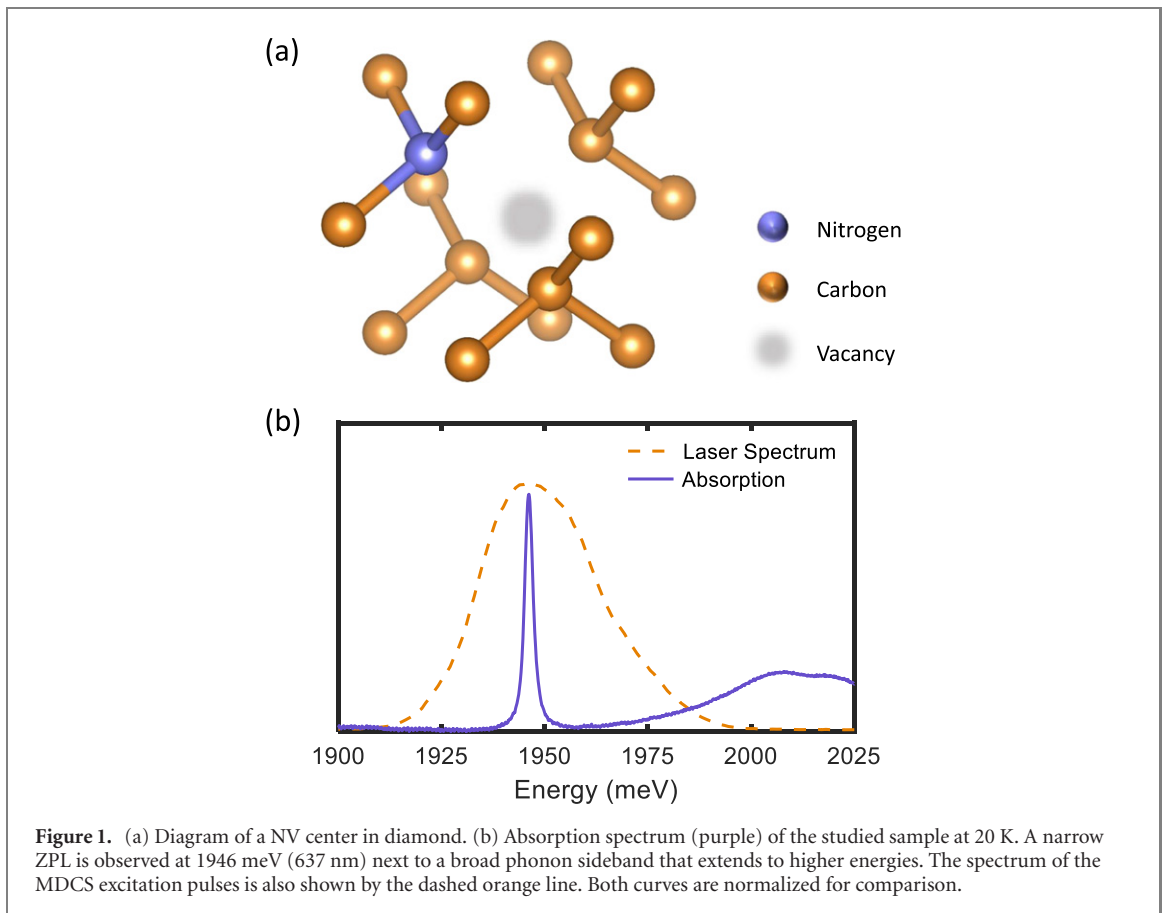 (a)
Nitrogen
Carbon
Vacancy
(b)
Laser Spectrum
Absorption
1900 1925 1950 1975 2000 2025
Energy (meV)
Figure 1. (a) Diagram of a NV center in diamond. (b) Absorption spectrum (purple) of the studied sample at 20 K. A narrow
ZPL is observed at 1946 meV (637 nm) next to a broad phonon sideband that extends to higher energies. The spectrum of the
MDCS excitation pulses is also shown by the dashed orange line. Both curves are normalized for comparison.